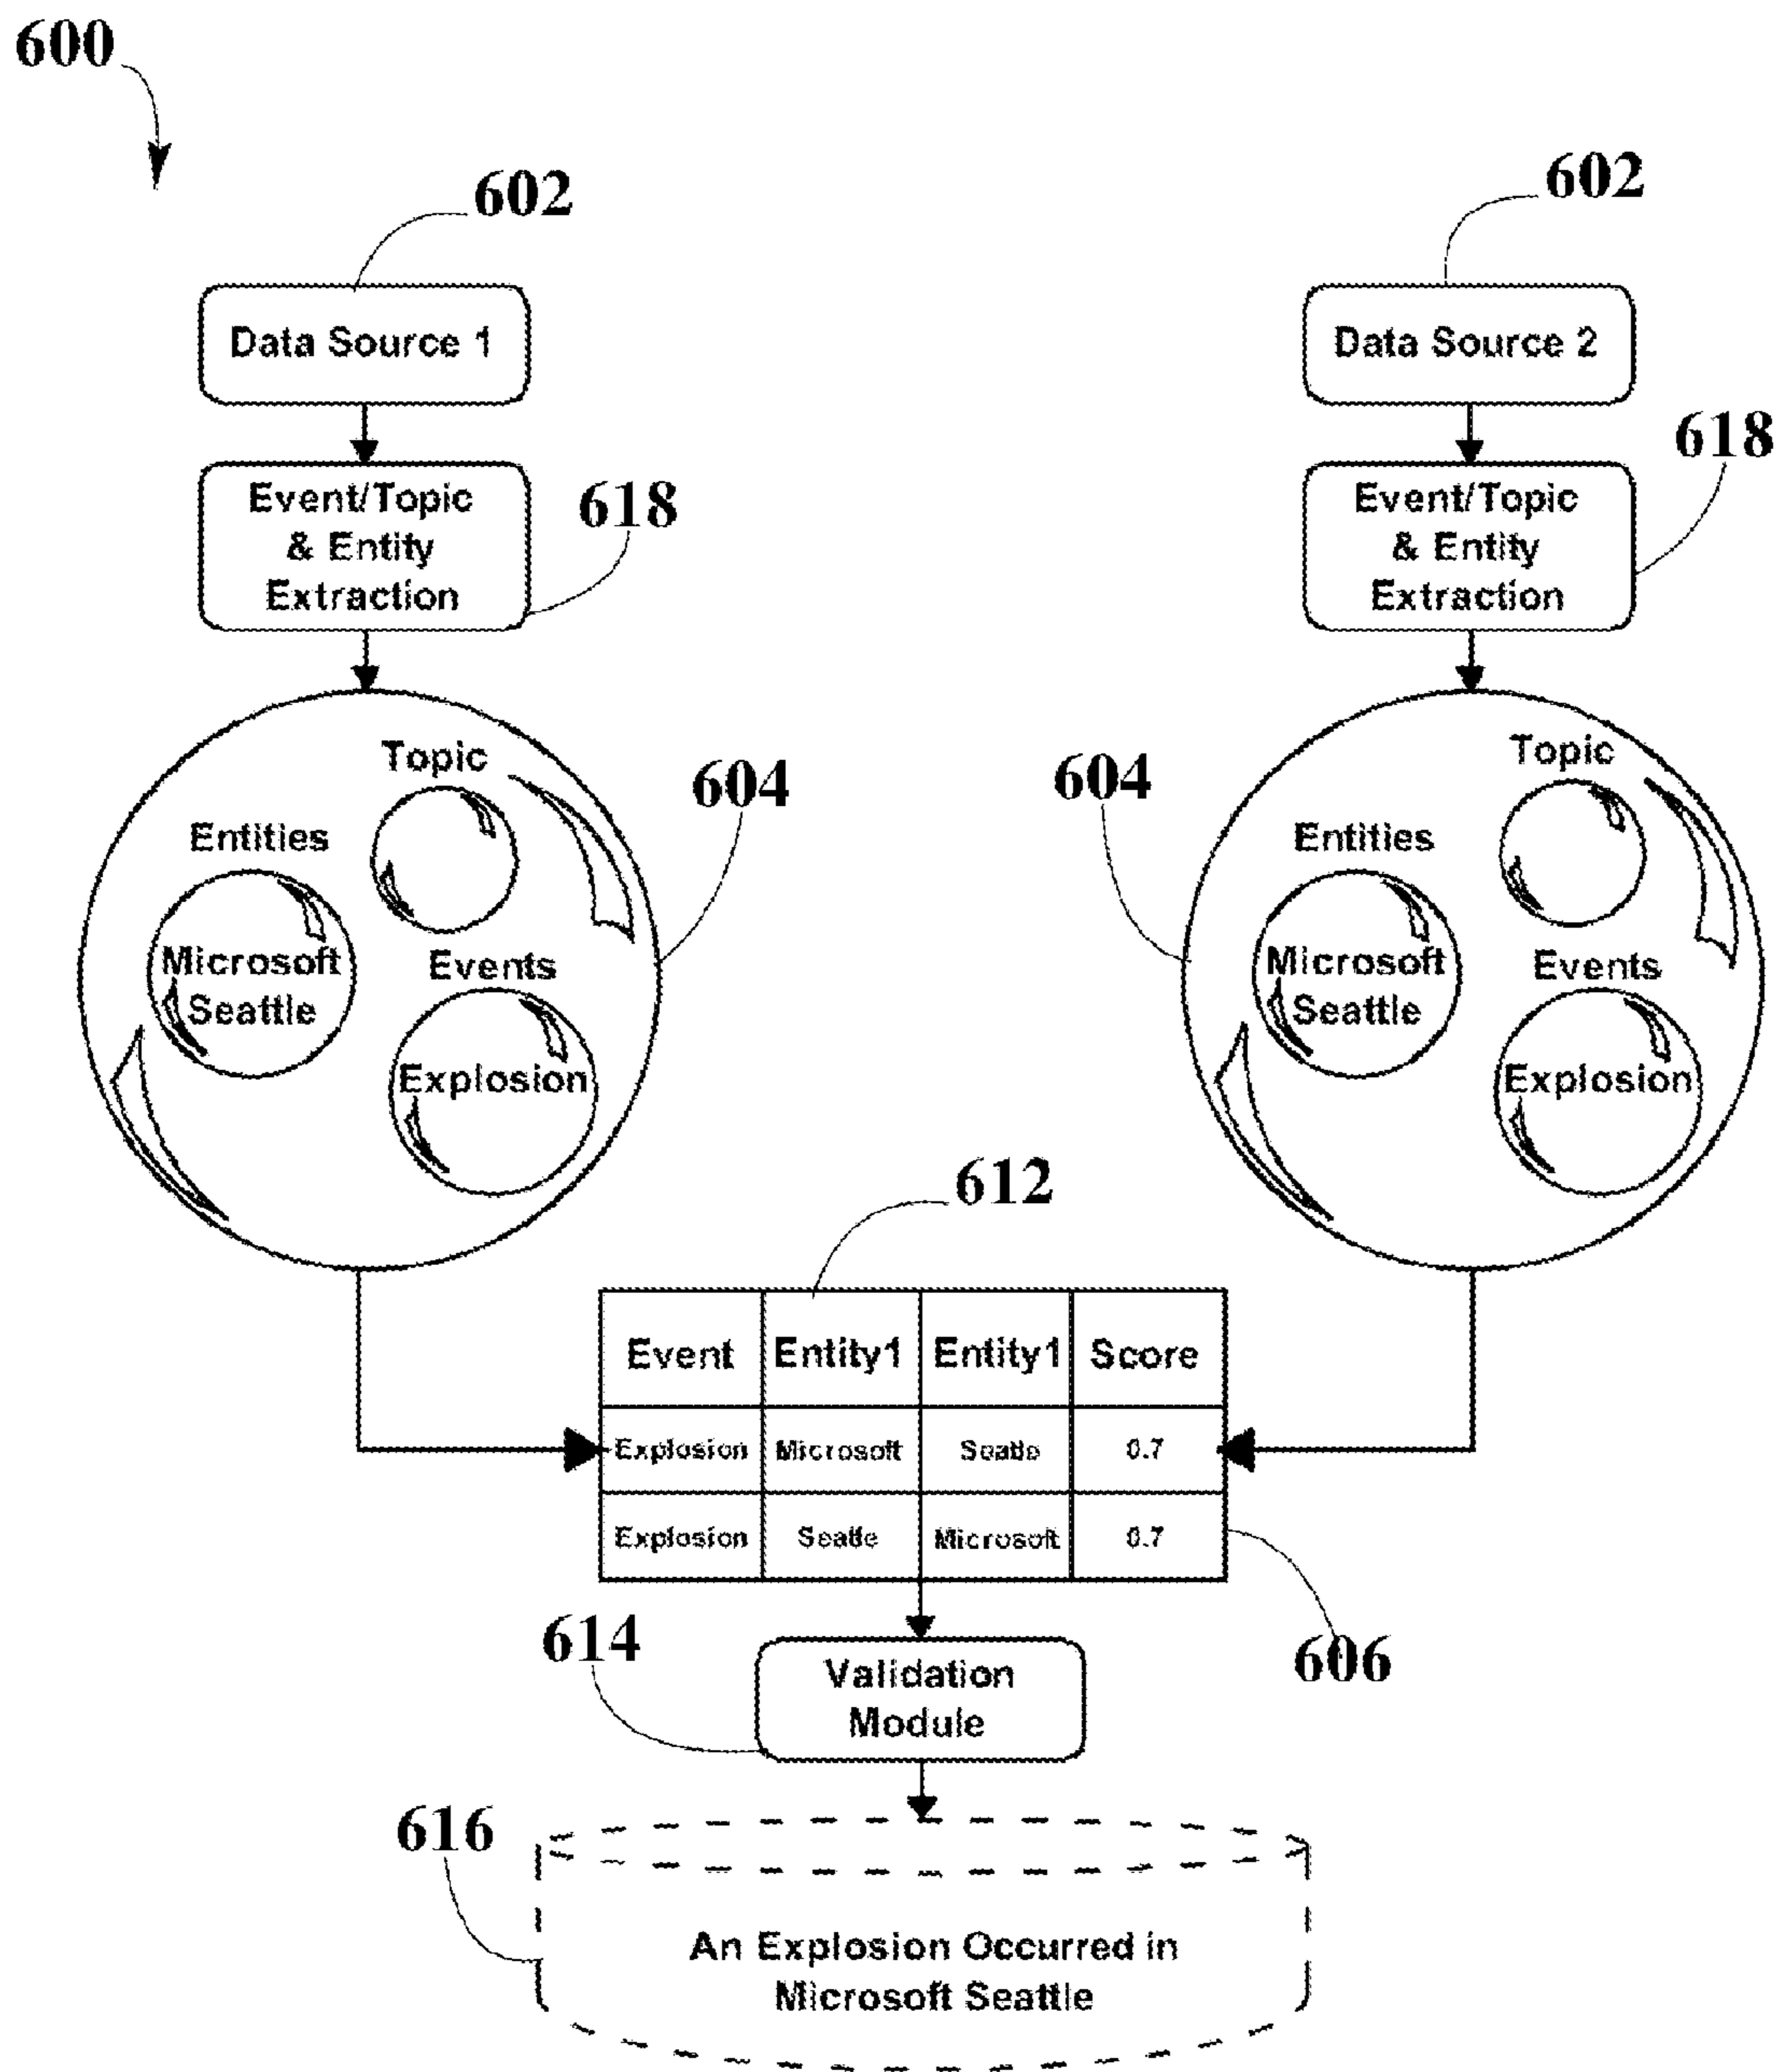 600
602
602
Data Source 1
Data Source 2
618
618
Event/Topic
& Entity
Extraction
Event/Topic
& Entity
Extraction
604
604
Topic
Entities
Microsoft
Seattle
Events
Explosion
Topic
Entities
Microsoft
Seattle
Events
Explosion
612
Event Entity1 Entity1 Score
Explosion Microsoft Seatle 0.7
Explosion Seatle Microsoft 0.7
606
614
Validation
Module
616
An Explosion Occurred in
Microsoft Seattle